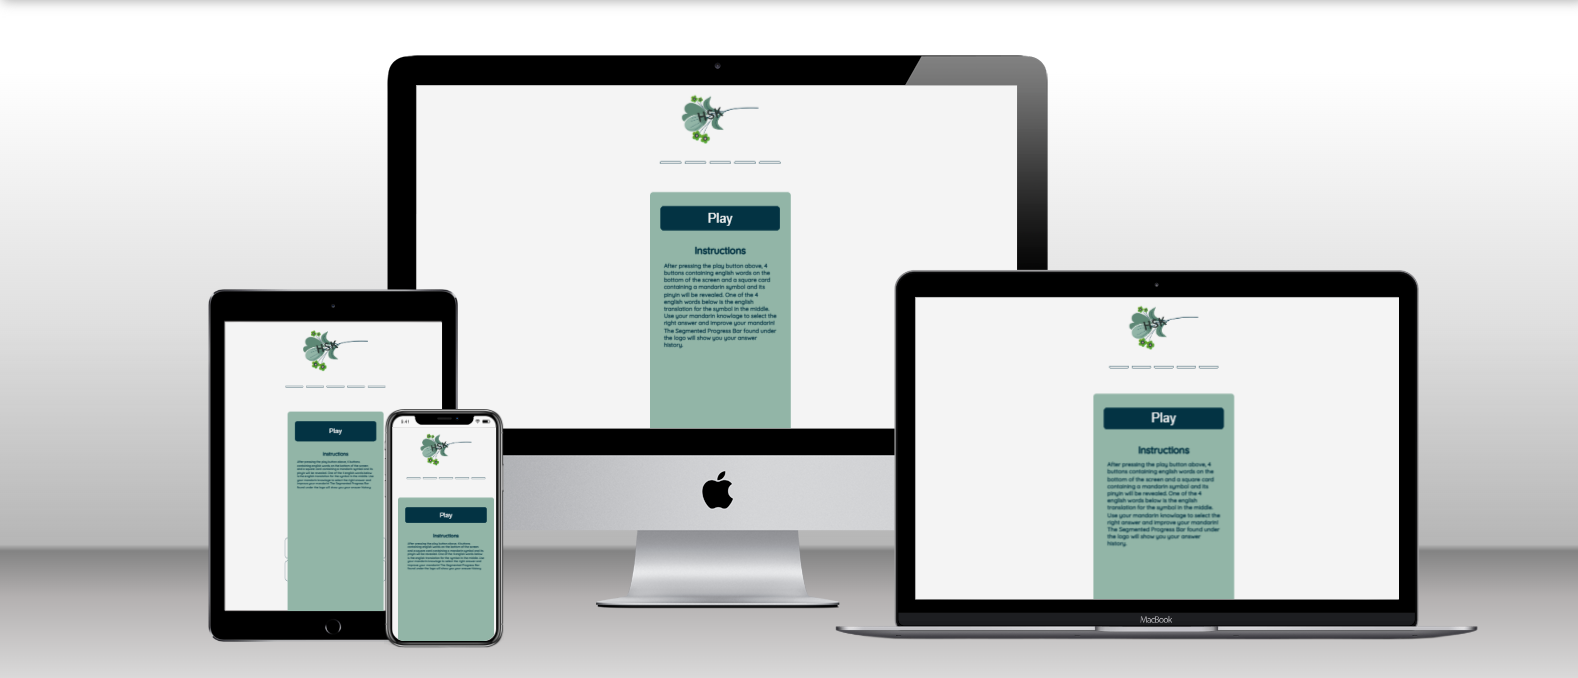 HSK
Play
Instructions
After pressing the play button above, 4
buttons containing english words on the
bottom of the screen and a square card
containing a mandarin symbol and its
pinyin will be revealed. One of the 4
english words below is the english
translation for the symbol in the middle.
Use your mandarin knowlage to select the
right answer and improve your mandarin!
The Segmented Progress Bar found under
the logo will show you your answer
history.
HSK
Play
Instructions
HSK
Play
Instructions
HSK
Play
Instructions
After pressing the play button above, 4
buttons containing english words on the
bottom of the screen and a square card
containing a mandarin symbol and its
pinyin will be revealed. One of the 4
english words below is the english
translation for the symbol in the middle.
Use your mandarin knowlage to select the
right answer and improve your mandarin!
The Segmented Progress Bar found under
the logo will show you your answer
history.
MacBook